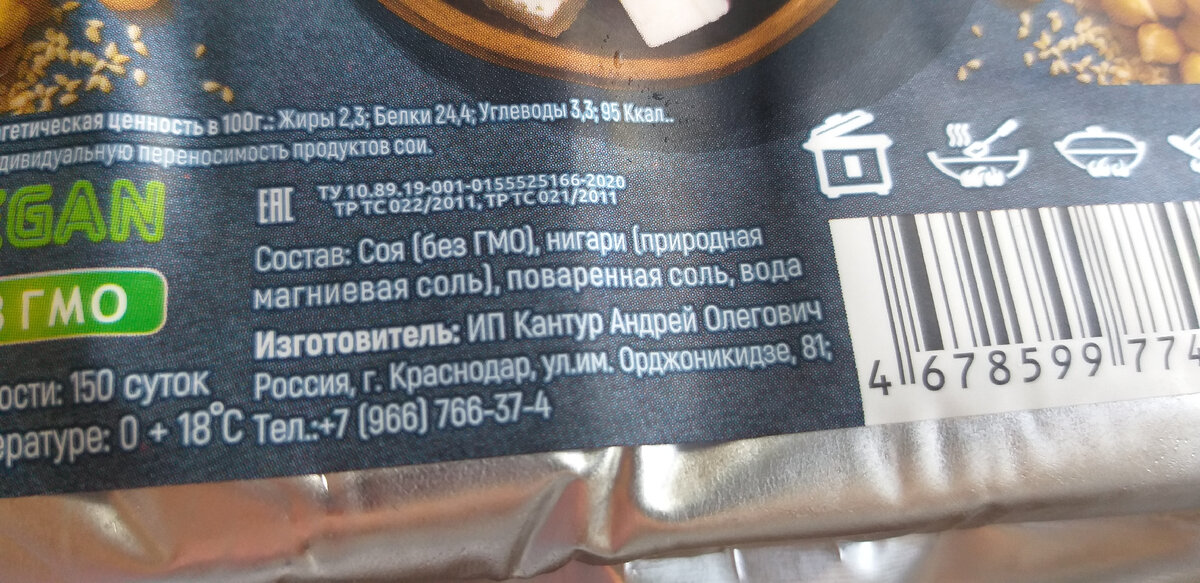 гетическая ценность в 100г.: Жиры 2,3; Белки 24,4; Углеводы 3,3; 95 Ккал..
дивидуальную переносимость продуктов сои.
EGAN
ЕАС
ТУ 10.89.19-001-0155525166-2020
ТР ТС 022/2011, ТР ТС 021/2011
Состав: Соя (без ГМО), нигари (природная
магниевая соль), поваренная соль, вода
З ГМО
Изготовитель: ИП Кантур Андрей Олегович
Россия, г. Краснодар, ул.им. Орджоникидзе, 81;
Тел.:+7 (966) 766-37-4
ости: 150 суток
ературе: 0 + 18°C
4 678599 774